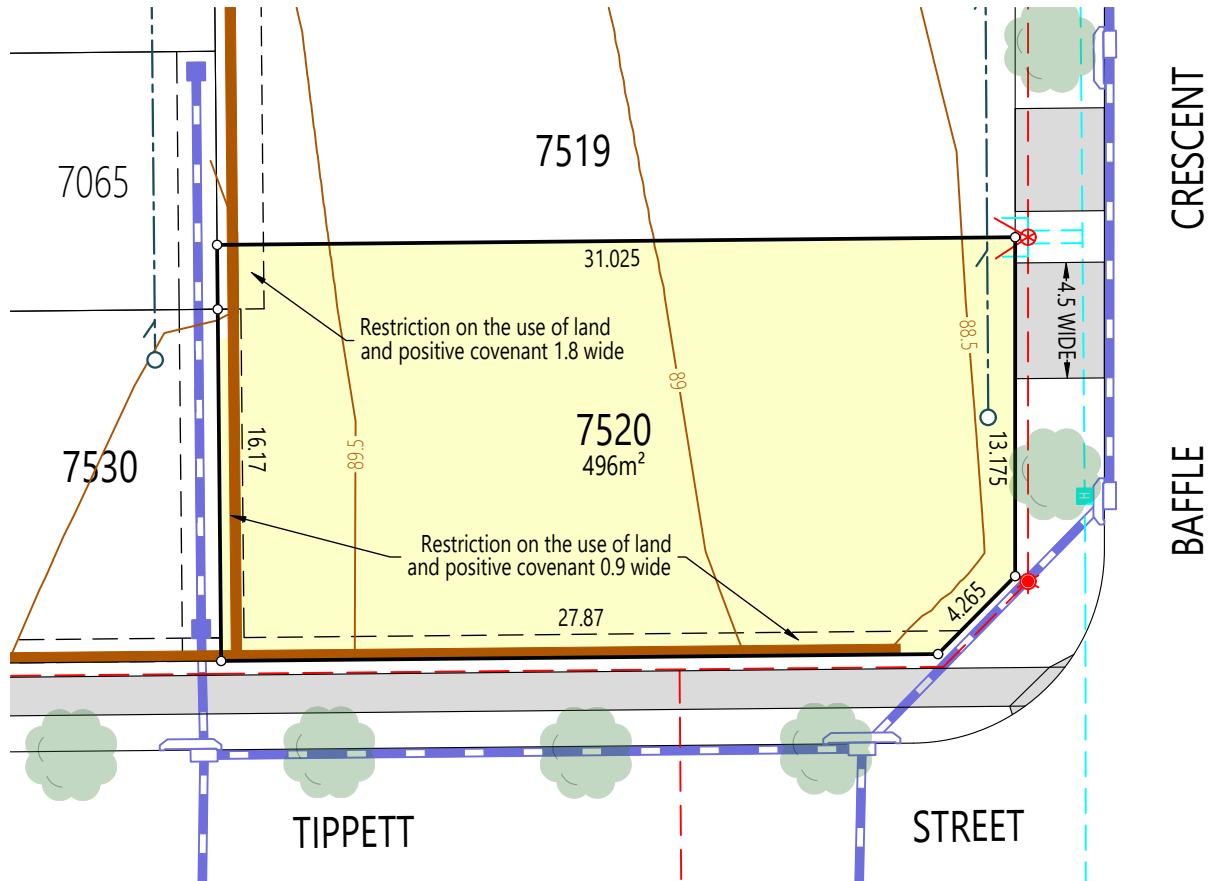 CRESCENT
7519
7065
31.025
4.5 WIDE
Restriction on the use of land
and positive covenant 1.8 wide
88.5
89
89.5
7520
496m²
16.17
13.175
7530
BAFFLE
H
Restriction on the use of land
and positive covenant 0.9 wide
27.87
4.265
TIPPETT
STREET